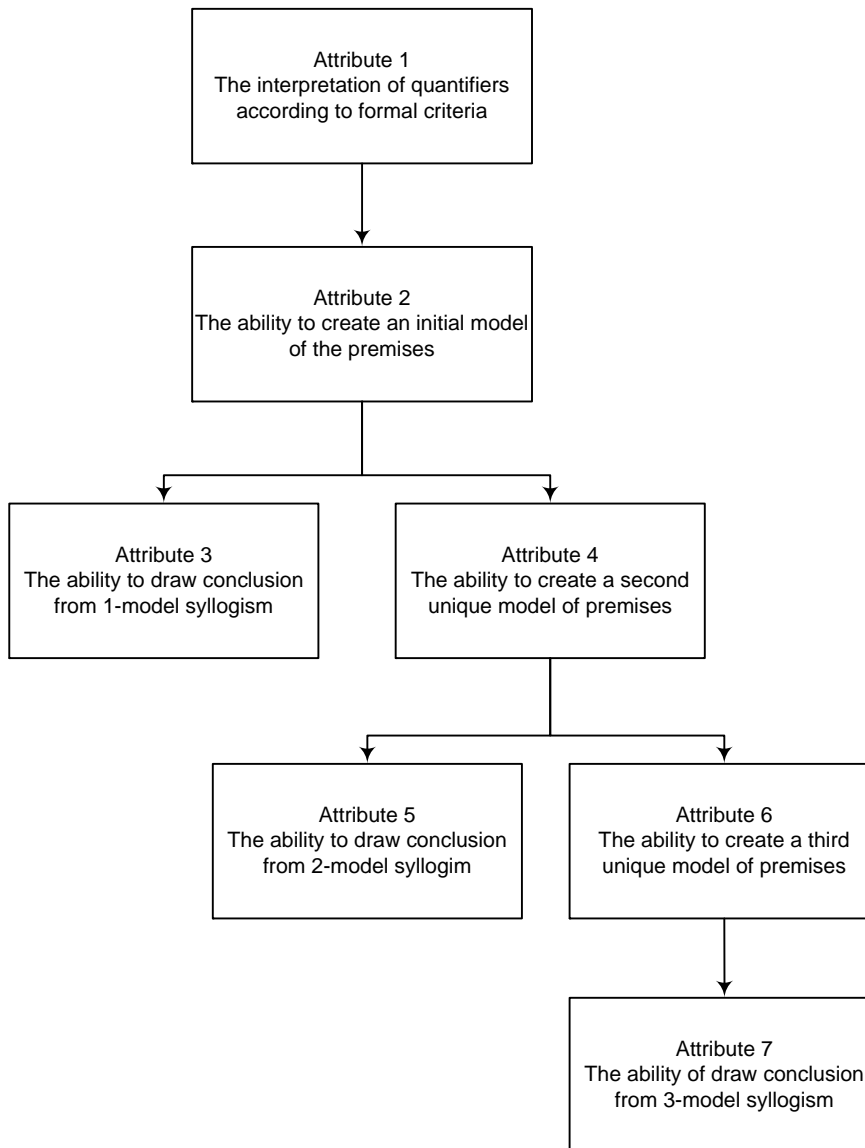 Attribute 1
The interpretation of quantifiers
according to formal criteria
Attribute 2
The ability to create an initial model
of the premises
Attribute 3
The ability to draw conclusion
from 1-model syllogism
Attribute 4
The ability to create a second
unique model of premises
Attribute 5
The ability to draw conclusion
from 2-model syllogim
Attribute 6
The ability to create a third
unique model of premises
Attribute 7
The ability of draw conclusion
from 3-model syllogism